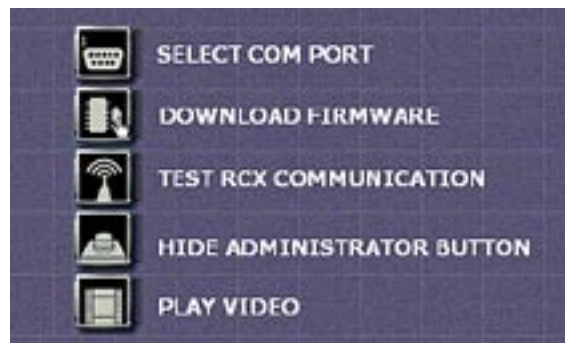 SELECT COM PORT
DOWNLOAD FIRMWARE
TEST RCX COMMUNICATION
HIDE ADMINISTRATOR BUTTON
PLAY VIDEO